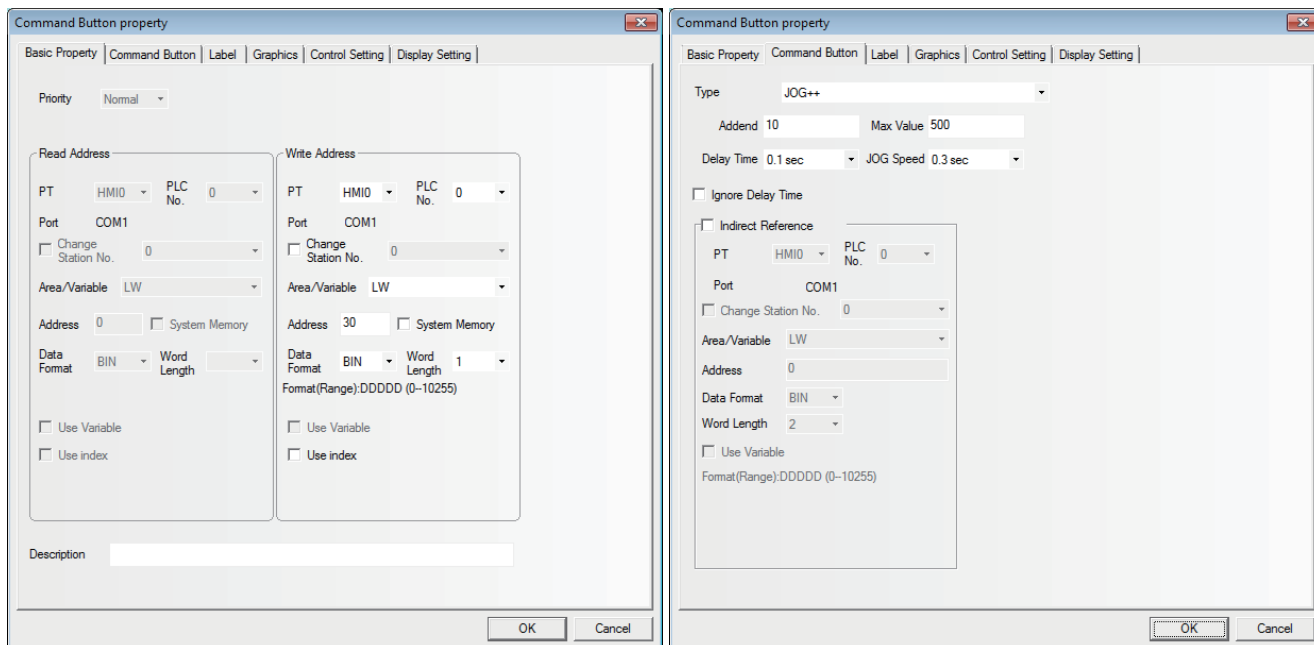 Command Button property
Basic Property Command Button Label Graphics Control Setting Display Setting
Priority Normal
Read Address
PT HMI0 PLC No. 0
Port COM1
Change Station No. 0
Area/Variable LW
Address 0 System Memory
Data Format BIN Word Length
Use Variable
Use index
Write Address
PT HMI0 PLC No. 0
Port COM1
Change Station No. 0
Area/Variable LW
Address 30 System Memory
Data Format BIN Word Length 1
Format(Range):DDDDD (0--10255)
Use Variable
Use index
Description
OK Cancel
Command Button property
Basic Property Command Button Label Graphics Control Setting Display Setting
Type JOG++
Addend 10 Max Value 500
Delay Time 0.1 sec JOG Speed 0.3 sec
Ignore Delay Time
Indirect Reference
PT HMI0 PLC No. 0
Port COM1
Change Station No. 0
Area/Variable LW
Address 0
Data Format BIN
Word Length 2
Use Variable
Format(Range):DDDDD (0--10255)
OK Cancel